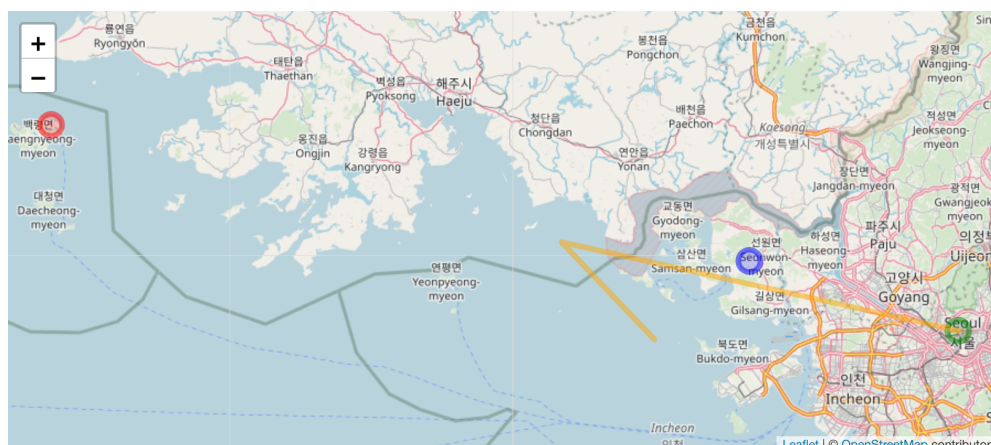 +
−
룡연읍
Ryongyŏn
태탄읍
Thaethan
벽성읍
Pyoksong
해주시
Haeju
봉천읍
Pongchon
금천읍
Kumchon
왕징면
Wangjing-
myeon
백령면
aengnyeong-
myeon
옹진읍
Ongjin
강령읍
Kangryong
청단읍
Chongdan
배천읍
Paechon
연안읍
Yonan
Kaesong
개성특별시
적성면
Jeokseong-
myeon
장단면
Jangdan-myeon
광적면
Gwangjeok-
myeon
대청면
Daecheong-
myeon
교동면
Gyodong-
myeon
삼산면
Samsan-myeon
선원면
Seonwon-
myeon
하성면
Haseong-
myeon
파주시
Paju
의정부
Uijeon
연평면
Yeonpyeong-
myeon
길상면
Gilsang-myeon
고양시
Goyang
Seoul
서울
북도면
Bukdo-myeon
인천
Incheon
Incheon
인천
Leaflet | © OpenStreetMap contributor